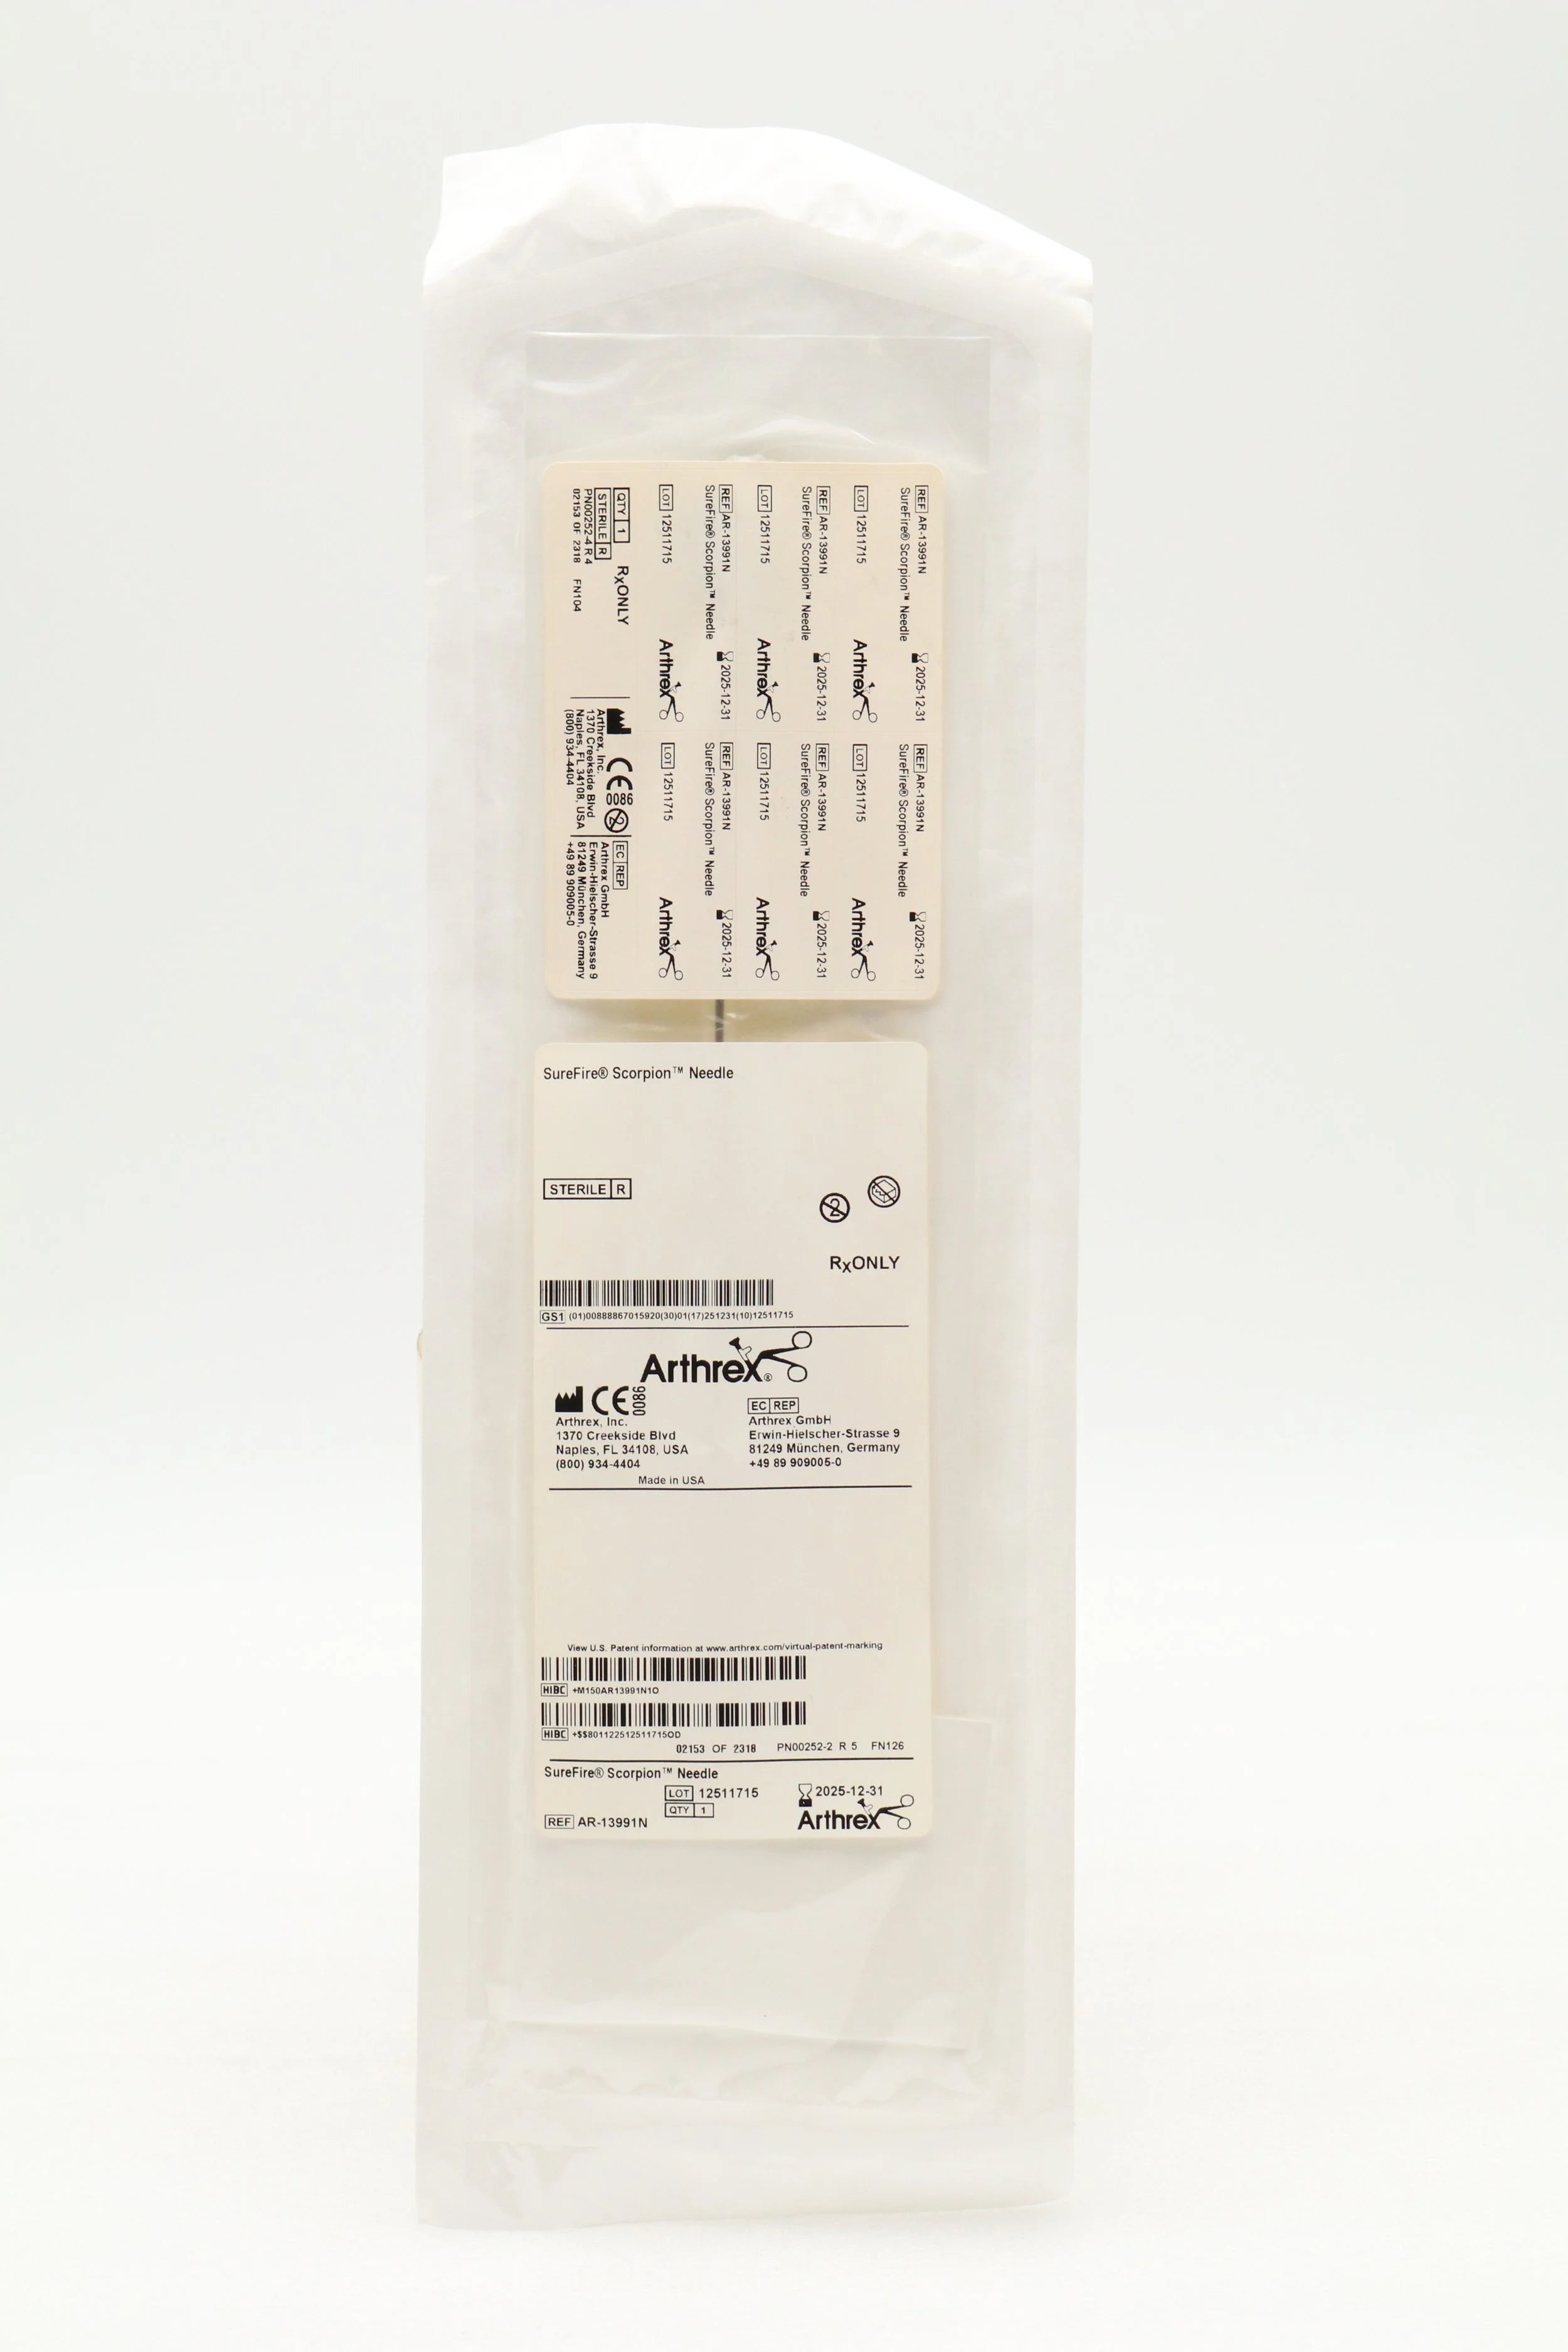 REF AR-13991N
SureFire® Scorpion™ Needle
2025-12-31
LOT 12511715
Arthrex
REF AR-13991N
SureFire® Scorpion™ Needle
2025-12-31
LOT 12511715
Arthrex
REF AR-13991N
SureFire® Scorpion™ Needle
2025-12-31
LOT 12511715
Arthrex
REF AR-13991N
SureFire® Scorpion™ Needle
2025-12-31
LOT 12511715
Arthrex
REF AR-13991N
SureFire® Scorpion™ Needle
2025-12-31
LOT 12511715
Arthrex
REF AR-13991N
SureFire® Scorpion™ Needle
2025-12-31
LOT 12511715
Arthrex
QTY 1
RxONLY
STERILE R
PN00252-4 R 4
02153 OF 2318 FN104
CE 0086
2
Arthrex, Inc.
1370 Creekside Blvd
Naples, FL 34108, USA
(800) 934-4404
EC REP
Arthrex GmbH
Erwin-Hielscher-Strasse 9
81249 München, Germany
+49 89 909005-0
SureFire® Scorpion™ Needle
STERILE R
2
RxONLY
GS1 (01)00888867015920(30)01(17)251231(10)12511715
Arthrex®
CE 0086
Arthrex, Inc.
1370 Creekside Blvd
Naples, FL 34108, USA
(800) 934-4404
EC REP
Arthrex GmbH
Erwin-Hielscher-Strasse 9
81249 München, Germany
+49 89 909005-0
Made in USA
View U.S. Patent information at www.arthrex.com/virtual-patent-marking
HIBC +M150AR13991N1O
HIBC +$$801122512511715OD
02153 OF 2318 PN00252-2 R 5 FN126
SureFire® Scorpion™ Needle
LOT 12511715
2025-12-31
QTY 1
REF AR-13991N
Arthrex